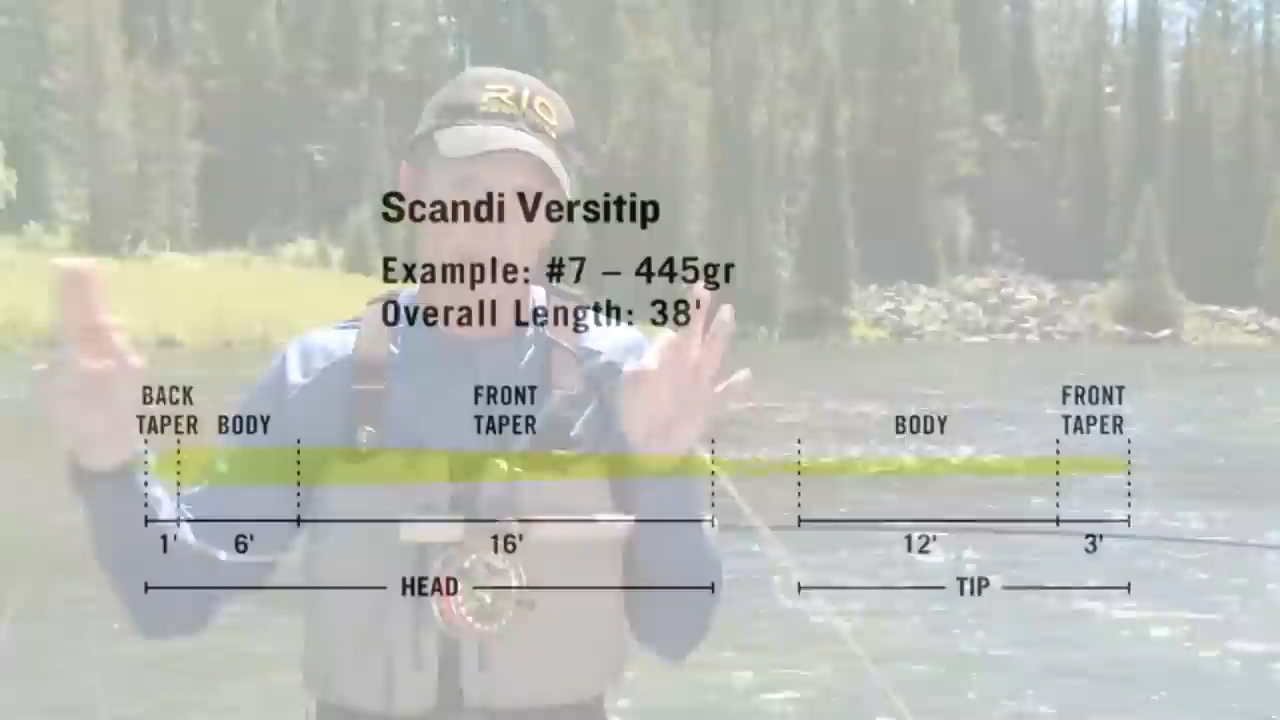 RIO
Scandi Versitip
Example: #7 – 445gr
Overall Length: 38'
BACK TAPER
BODY
FRONT TAPER
BODY
FRONT TAPER
1'
6'
16'
12'
3'
HEAD
TIP